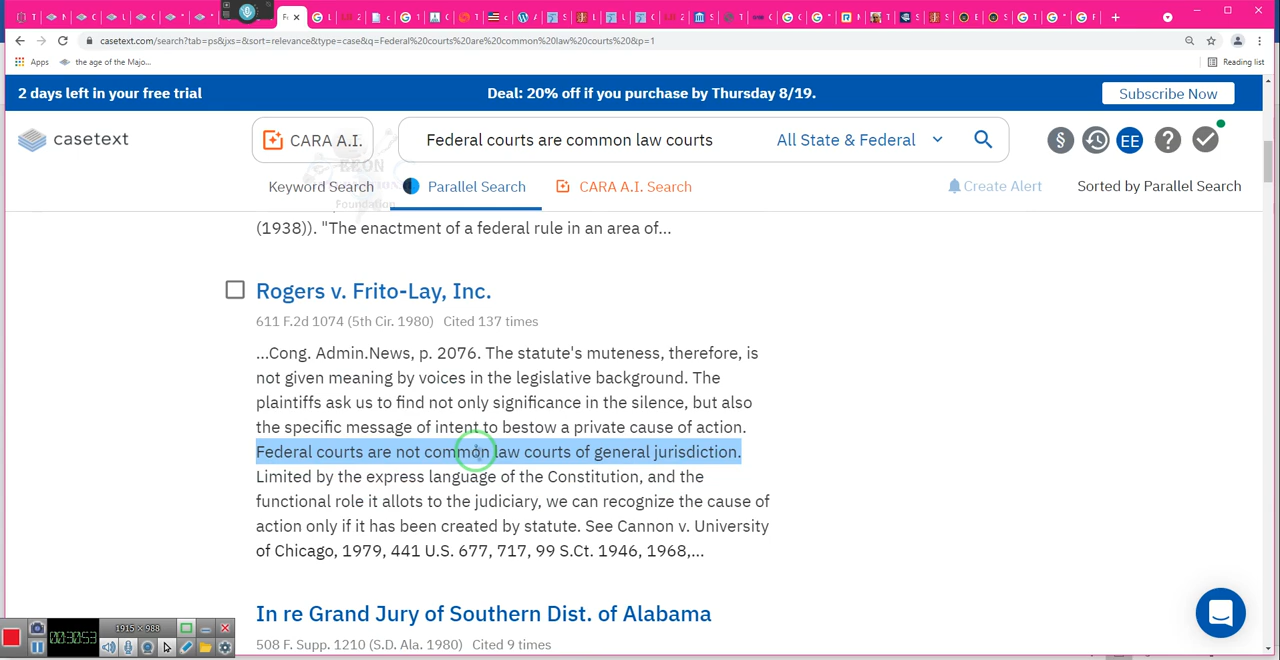 casetext.com/search?tab=ps&jxs=&sort=relevance&type=case&q=Federal%20courts%20are%20common%20law%20courts%20&p=1
Apps the age of the Majo... Reading list
2 days left in your free trial Deal: 20% off if you purchase by Thursday 8/19. Subscribe Now
casetext CARA A.I. Federal courts are common law courts All State & Federal § EE ?
Keyword Search Parallel Search CARA A.I. Search Create Alert Sorted by Parallel Search
Foundation
(1938)). "The enactment of a federal rule in an area of...
Rogers v. Frito-Lay, Inc.
611 F.2d 1074 (5th Cir. 1980) Cited 137 times
...Cong. Admin.News, p. 2076. The statute's muteness, therefore, is
not given meaning by voices in the legislative background. The
plaintiffs ask us to find not only significance in the silence, but also
the specific message of intent to bestow a private cause of action.
Federal courts are not common law courts of general jurisdiction.
Limited by the express language of the Constitution, and the
functional role it allots to the judiciary, we can recognize the cause of
action only if it has been created by statute. See Cannon v. University
of Chicago, 1979, 441 U.S. 677, 717, 99 S.Ct. 1946, 1968,...
In re Grand Jury of Southern Dist. of Alabama
508 F. Supp. 1210 (S.D. Ala. 1980) Cited 9 times
1915 × 988
00:30:53